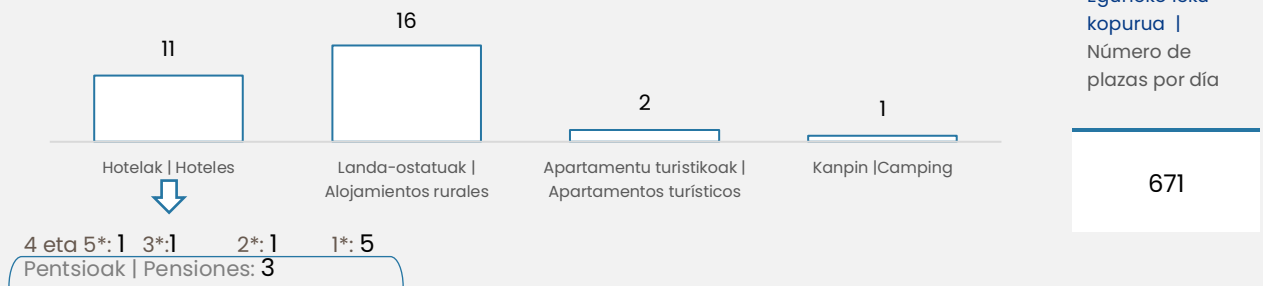 16
11
2
1
Hotelak | Hoteles
Landa-ostatuak |
Alojamientos rurales
Apartamentu turistikoak |
Apartamentos turísticos
Kanpin |Camping
4 eta 5*: 1 3*:1 2*: 1 1*: 5
Pentsioak | Pensiones: 3
kopurua |
Número de
plazas por día
671